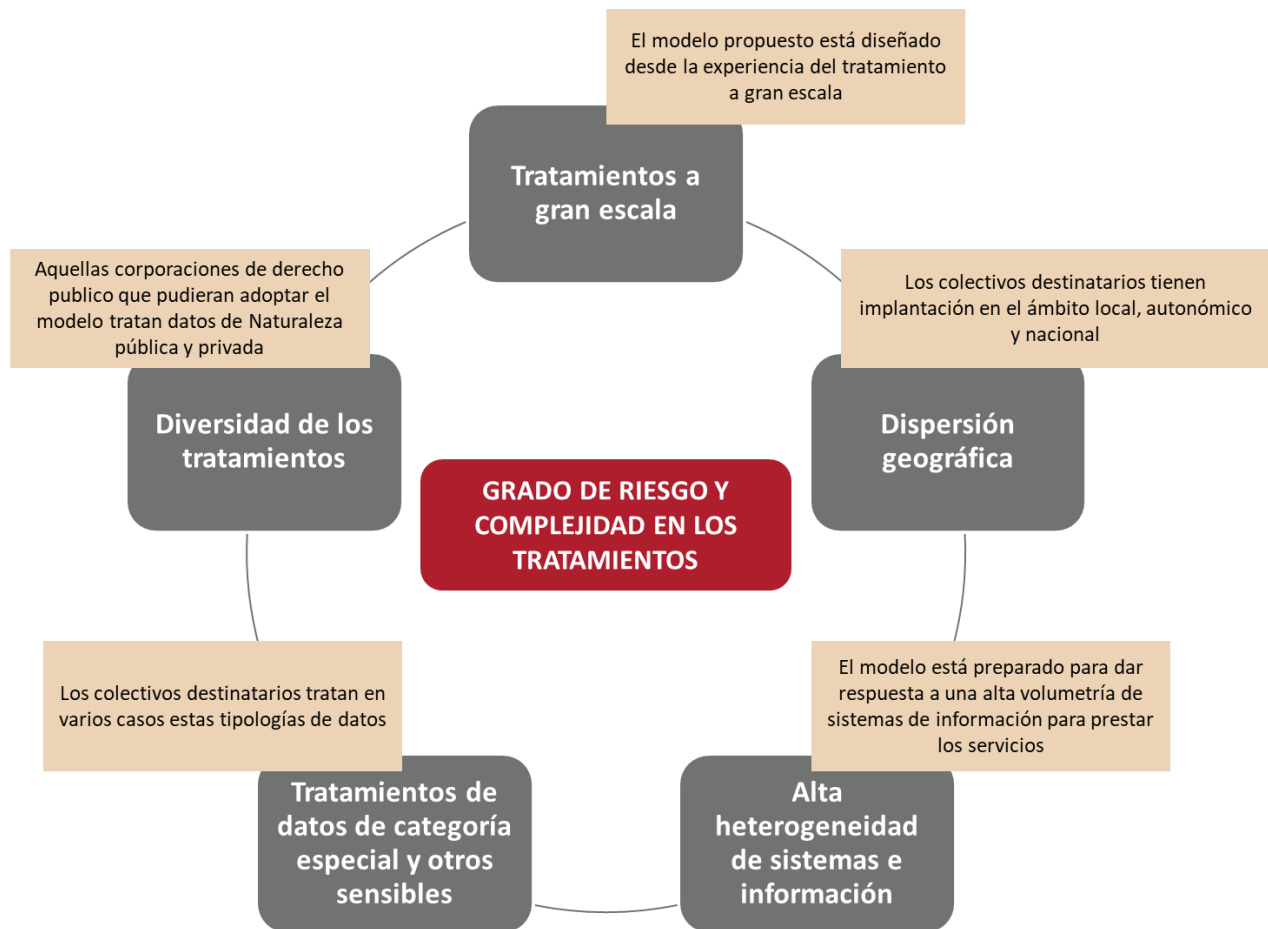 El modelo propuesto está diseñado
desde la experiencia del tratamiento
a gran escala
Tratamientos a
gran escala
Aquellas corporaciones de derecho
publico que pudieran adoptar el
modelo tratan datos de Naturaleza
pública y privada
Diversidad de los
tratamientos
Los colectivos destinatarios tienen
implantación en el ámbito local, autonómico
y nacional
Dispersión
geográfica
GRADO DE RIESGO Y
COMPLEJIDAD EN LOS
TRATAMIENTOS
Los colectivos destinatarios tratan en
varios casos estas tipologías de datos
Tratamientos de
datos de categoría
especial y otros
sensibles
El modelo está preparado para dar
respuesta a una alta volumetría de
sistemas de información para prestar
los servicios
Alta
heterogeneidad
de sistemas e
información